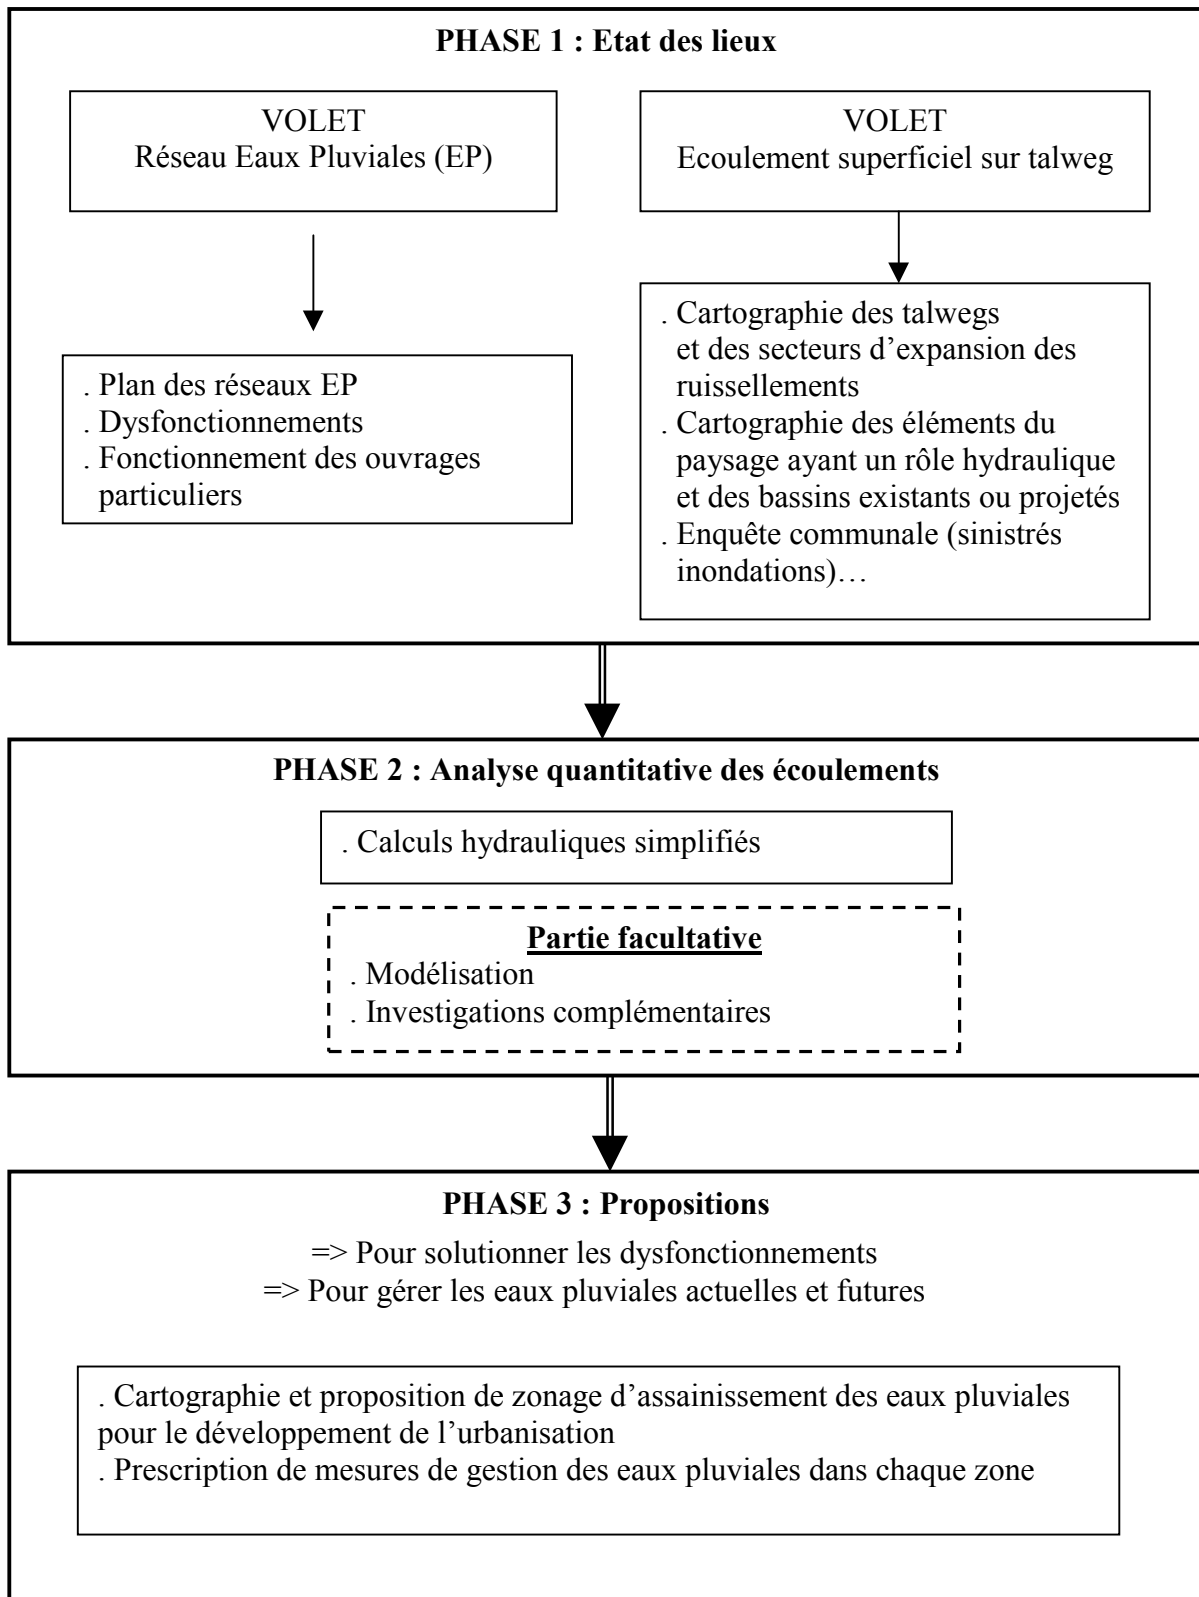 PHASE 1 : Etat des lieux
VOLET
Réseau Eaux Pluviales (EP)
. Plan des réseaux EP
. Dysfonctionnements
. Fonctionnement des ouvrages
particuliers
VOLET
Ecoulement superficiel sur talweg
. Cartographie des talwegs
et des secteurs d’expansion des
ruissellements
. Cartographie des éléments du
paysage ayant un rôle hydraulique
et des bassins existants ou projetés
. Enquête communale (sinistrés
inondations)…
PHASE 2 : Analyse quantitative des écoulements
. Calculs hydrauliques simplifiés
Partie facultative
. Modélisation
. Investigations complémentaires
PHASE 3 : Propositions
=> Pour solutionner les dysfonctionnements
=> Pour gérer les eaux pluviales actuelles et futures
. Cartographie et proposition de zonage d’assainissement des eaux pluviales
pour le développement de l’urbanisation
. Prescription de mesures de gestion des eaux pluviales dans chaque zone